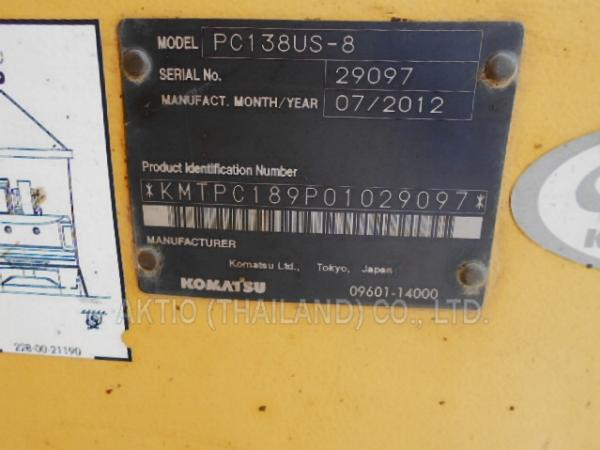 MODEL PC138US-8
SERIAL No. 29097
MANUFACT. MONTH/YEAR 07/2012
Product Identification Number
*KMTPC189P01029097*
MANUFACTURER
Komatsu Ltd., Tokyo, Japan
KOMATSU 09601-14000
AKTIO (THAILAND) CO., LTD.
22B-00-21190